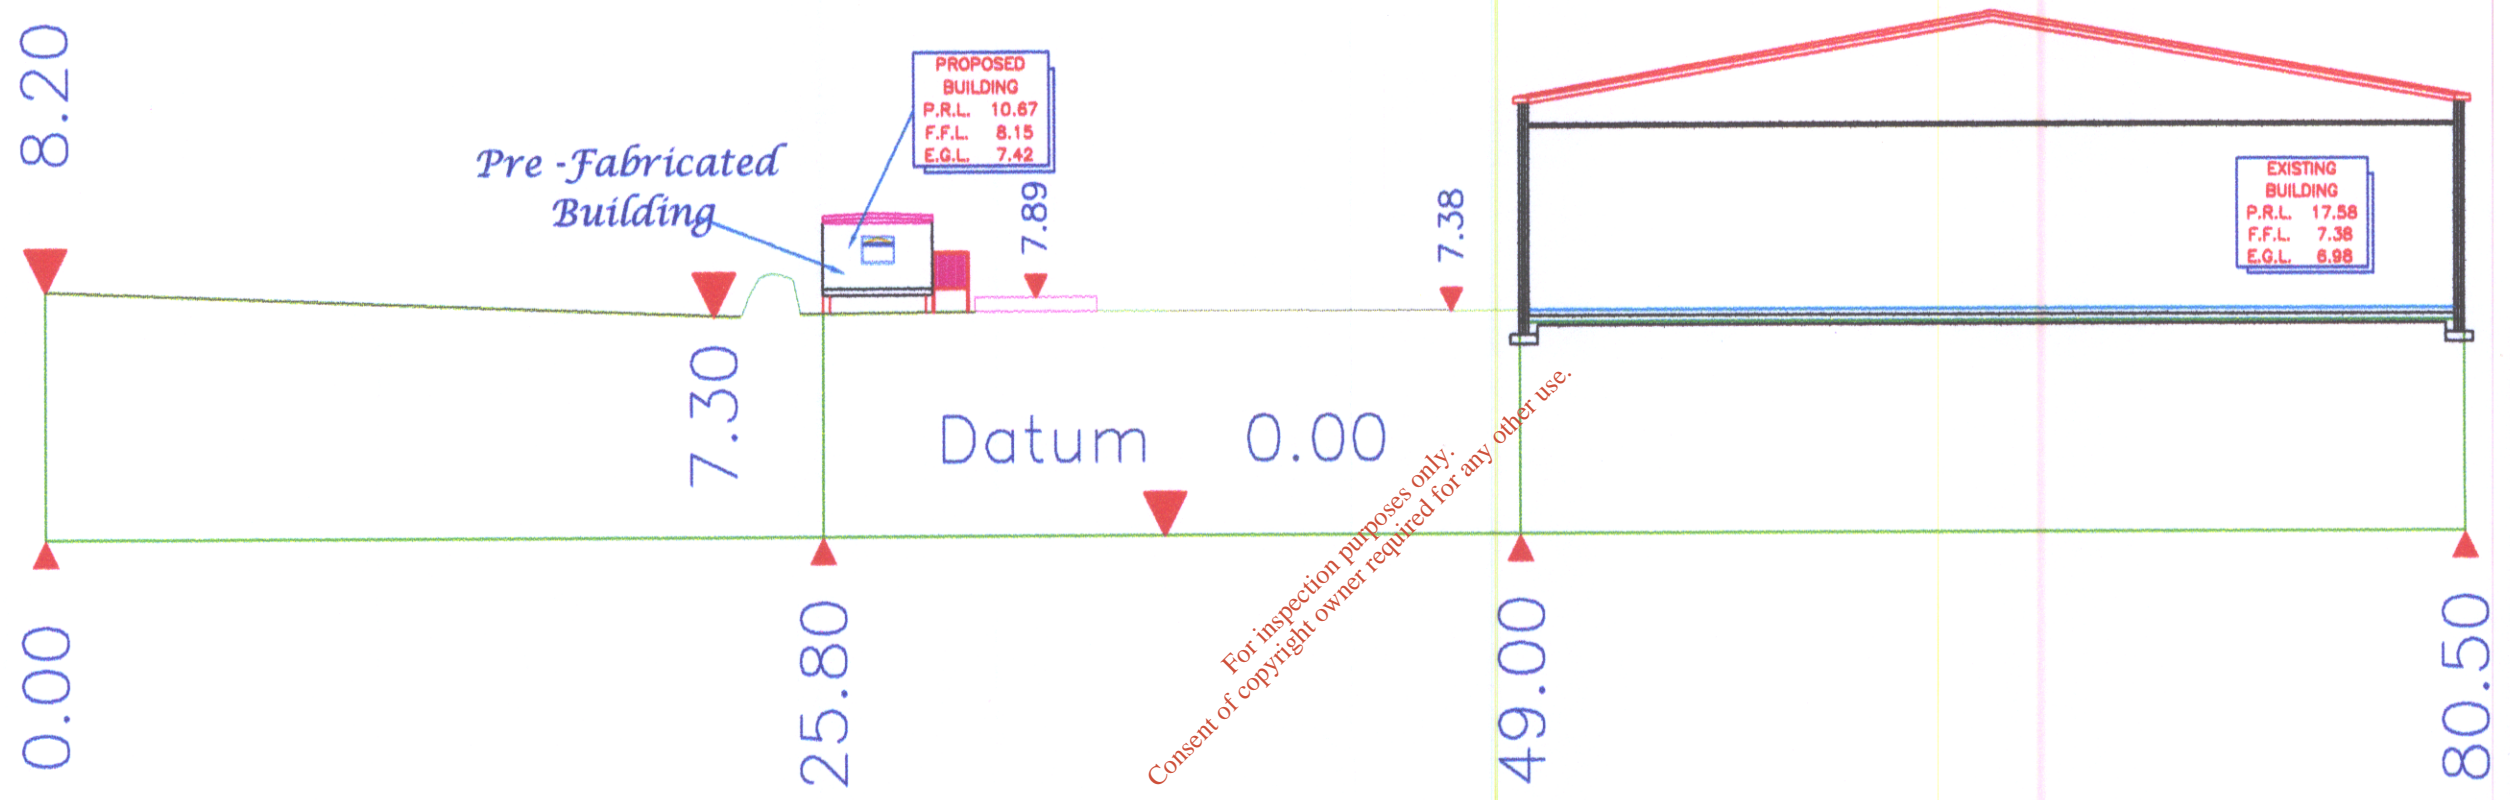 8.20
PROPOSED
BUILDING
P.R.L. 10.67
F.F.L. 8.15
E.G.L. 7.42
Pre-Fabricated
Building
7.89
7.38
EXISTING
BUILDING
P.R.L. 17.58
F.F.L. 7.38
E.G.L. 6.98
7.30
Datum 0.00
For inspection purposes only.
Consent of copyright owner required for any other use.
0.00
25.80
49.00
80.50